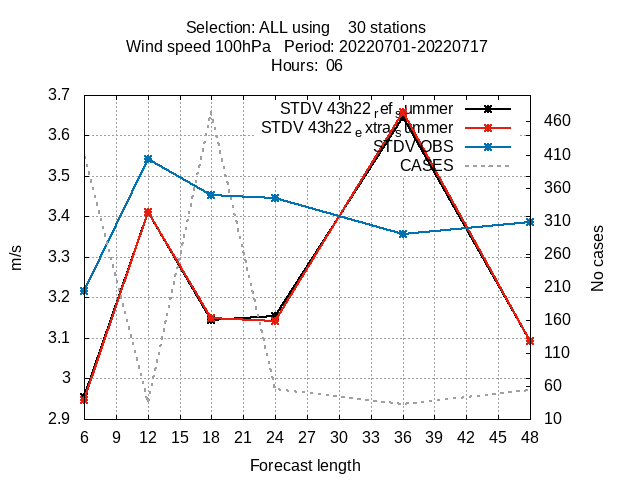 Selection: ALL using    30 stations
Wind speed 100hPa   Period: 20220701-20220717
Hours:  06
STDV 43h22_ref_summer
STDV 43h22_extra_summer
STDV OBS
CASES
3.7
3.6
3.5
3.4
3.3
3.2
3.1
3
2.9
m/s
460
410
360
310
260
210
160
110
60
10
No cases
6 9 12 15 18 21 24 27 30 33 36 39 42 45 48
Forecast length